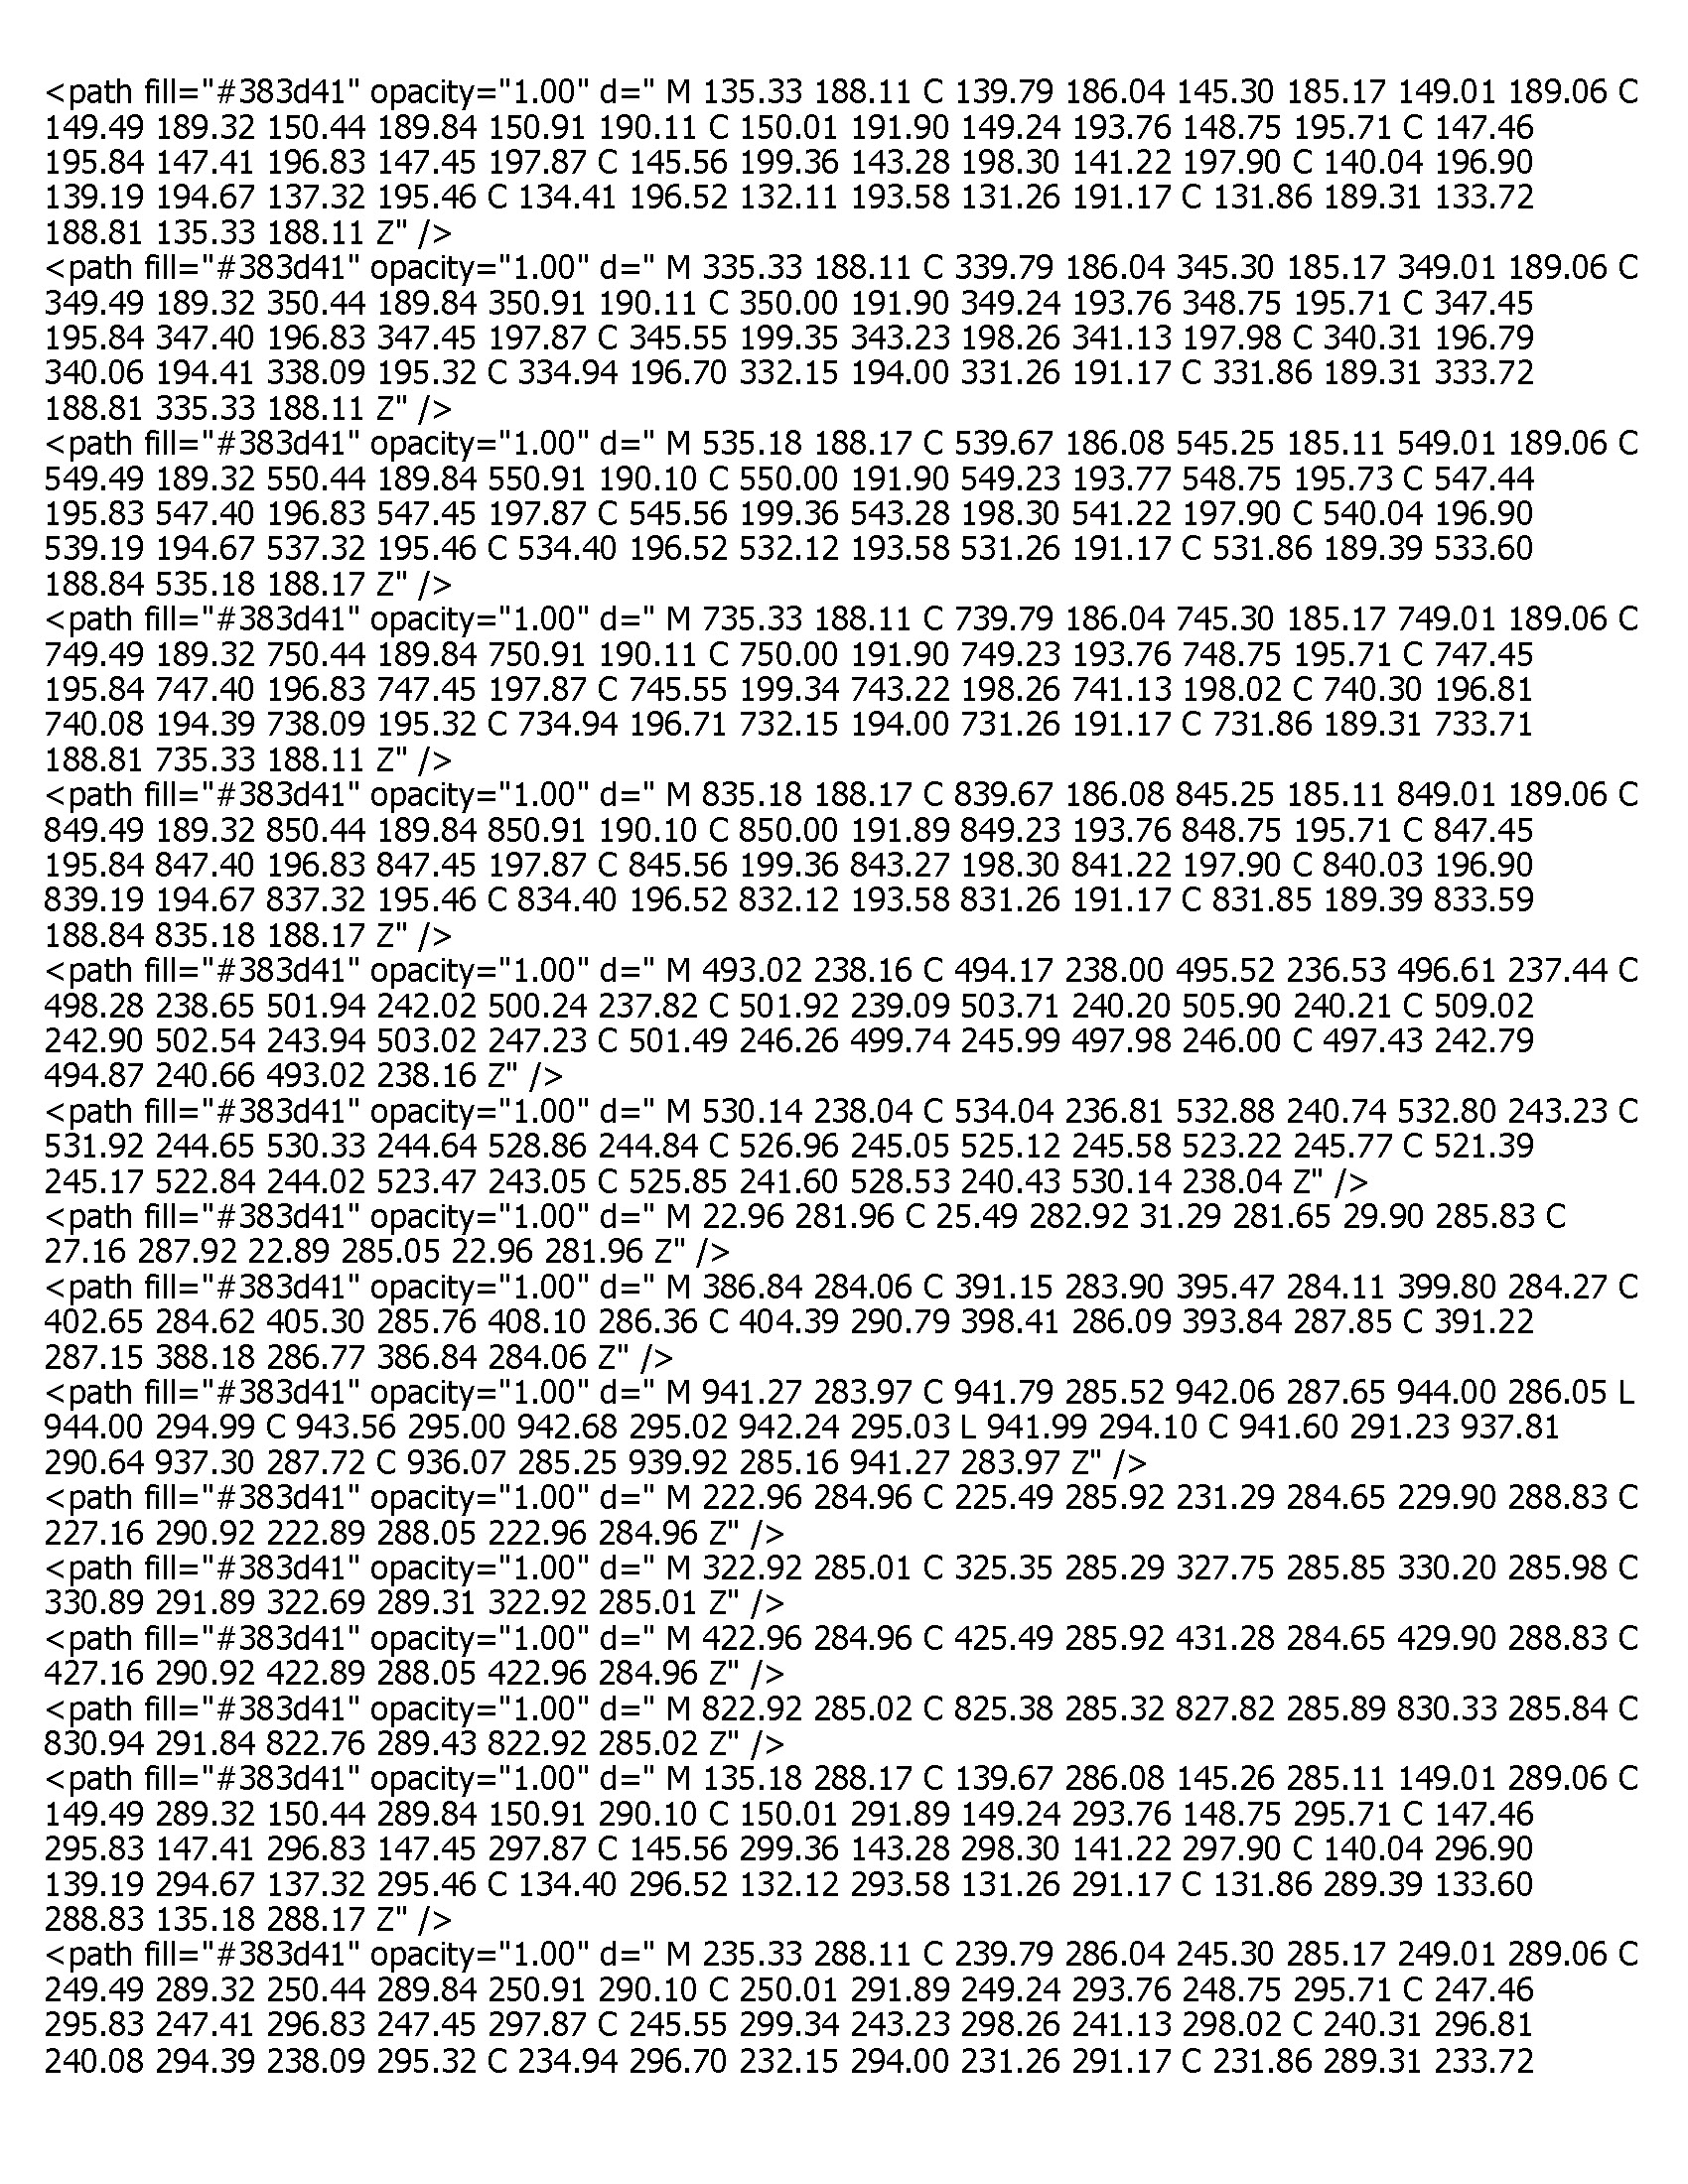 <path fill="#383d41" opacity="1.00" d=" M 135.33 188.11 C 139.79 186.04 145.30 185.17 149.01 189.06 C
149.49 189.32 150.44 189.84 150.91 190.11 C 150.01 191.90 149.24 193.76 148.75 195.71 C 147.46
195.84 147.41 196.83 147.45 197.87 C 145.56 199.36 143.28 198.30 141.22 197.90 C 140.04 196.90
139.19 194.67 137.32 195.46 C 134.41 196.52 132.11 193.58 131.26 191.17 C 131.86 189.31 133.72
188.81 135.33 188.11 Z" />
<path fill="#383d41" opacity="1.00" d=" M 335.33 188.11 C 339.79 186.04 345.30 185.17 349.01 189.06 C
349.49 189.32 350.44 189.84 350.91 190.11 C 350.00 191.90 349.24 193.76 348.75 195.71 C 347.45
195.84 347.40 196.83 347.45 197.87 C 345.55 199.35 343.23 198.26 341.13 197.98 C 340.31 196.79
340.06 194.41 338.09 195.32 C 334.94 196.70 332.15 194.00 331.26 191.17 C 331.86 189.31 333.72
188.81 335.33 188.11 Z" />
<path fill="#383d41" opacity="1.00" d=" M 535.18 188.17 C 539.67 186.08 545.25 185.11 549.01 189.06 C
549.49 189.32 550.44 189.84 550.91 190.10 C 550.00 191.90 549.23 193.77 548.75 195.73 C 547.44
195.83 547.40 196.83 547.45 197.87 C 545.56 199.36 543.28 198.30 541.22 197.90 C 540.04 196.90
539.19 194.67 537.32 195.46 C 534.40 196.52 532.12 193.58 531.26 191.17 C 531.86 189.39 533.60
188.84 535.18 188.17 Z" />
<path fill="#383d41" opacity="1.00" d=" M 735.33 188.11 C 739.79 186.04 745.30 185.17 749.01 189.06 C
749.49 189.32 750.44 189.84 750.91 190.11 C 750.00 191.90 749.23 193.76 748.75 195.71 C 747.45
195.84 747.40 196.83 747.45 197.87 C 745.55 199.34 743.22 198.26 741.13 198.02 C 740.30 196.81
740.08 194.39 738.09 195.32 C 734.94 196.71 732.15 194.00 731.26 191.17 C 731.86 189.31 733.71
188.81 735.33 188.11 Z" />
<path fill="#383d41" opacity="1.00" d=" M 835.18 188.17 C 839.67 186.08 845.25 185.11 849.01 189.06 C
849.49 189.32 850.44 189.84 850.91 190.10 C 850.00 191.89 849.23 193.76 848.75 195.71 C 847.45
195.84 847.40 196.83 847.45 197.87 C 845.56 199.36 843.27 198.30 841.22 197.90 C 840.03 196.90
839.19 194.67 837.32 195.46 C 834.40 196.52 832.12 193.58 831.26 191.17 C 831.85 189.39 833.59
188.84 835.18 188.17 Z" />
<path fill="#383d41" opacity="1.00" d=" M 493.02 238.16 C 494.17 238.00 495.52 236.53 496.61 237.44 C
498.28 238.65 501.94 242.02 500.24 237.82 C 501.92 239.09 503.71 240.20 505.90 240.21 C 509.02
242.90 502.54 243.94 503.02 247.23 C 501.49 246.26 499.74 245.99 497.98 246.00 C 497.43 242.79
494.87 240.66 493.02 238.16 Z" />
<path fill="#383d41" opacity="1.00" d=" M 530.14 238.04 C 534.04 236.81 532.88 240.74 532.80 243.23 C
531.92 244.65 530.33 244.64 528.86 244.84 C 526.96 245.05 525.12 245.58 523.22 245.77 C 521.39
245.17 522.84 244.02 523.47 243.05 C 525.85 241.60 528.53 240.43 530.14 238.04 Z" />
<path fill="#383d41" opacity="1.00" d=" M 22.96 281.96 C 25.49 282.92 31.29 281.65 29.90 285.83 C
27.16 287.92 22.89 285.05 22.96 281.96 Z" />
<path fill="#383d41" opacity="1.00" d=" M 386.84 284.06 C 391.15 283.90 395.47 284.11 399.80 284.27 C
402.65 284.62 405.30 285.76 408.10 286.36 C 404.39 290.79 398.41 286.09 393.84 287.85 C 391.22
287.15 388.18 286.77 386.84 284.06 Z" />
<path fill="#383d41" opacity="1.00" d=" M 941.27 283.97 C 941.79 285.52 942.06 287.65 944.00 286.05 L
944.00 294.99 C 943.56 295.00 942.68 295.02 942.24 295.03 L 941.99 294.10 C 941.60 291.23 937.81
290.64 937.30 287.72 C 936.07 285.25 939.92 285.16 941.27 283.97 Z" />
<path fill="#383d41" opacity="1.00" d=" M 222.96 284.96 C 225.49 285.92 231.29 284.65 229.90 288.83 C
227.16 290.92 222.89 288.05 222.96 284.96 Z" />
<path fill="#383d41" opacity="1.00" d=" M 322.92 285.01 C 325.35 285.29 327.75 285.85 330.20 285.98 C
330.89 291.89 322.69 289.31 322.92 285.01 Z" />
<path fill="#383d41" opacity="1.00" d=" M 422.96 284.96 C 425.49 285.92 431.28 284.65 429.90 288.83 C
427.16 290.92 422.89 288.05 422.96 284.96 Z" />
<path fill="#383d41" opacity="1.00" d=" M 822.92 285.02 C 825.38 285.32 827.82 285.89 830.33 285.84 C
830.94 291.84 822.76 289.43 822.92 285.02 Z" />
<path fill="#383d41" opacity="1.00" d=" M 135.18 288.17 C 139.67 286.08 145.26 285.11 149.01 289.06 C
149.49 289.32 150.44 289.84 150.91 290.10 C 150.01 291.89 149.24 293.76 148.75 295.71 C 147.46
295.83 147.41 296.83 147.45 297.87 C 145.56 299.36 143.28 298.30 141.22 297.90 C 140.04 296.90
139.19 294.67 137.32 295.46 C 134.40 296.52 132.12 293.58 131.26 291.17 C 131.86 289.39 133.60
288.83 135.18 288.17 Z" />
<path fill="#383d41" opacity="1.00" d=" M 235.33 288.11 C 239.79 286.04 245.30 285.17 249.01 289.06 C
249.49 289.32 250.44 289.84 250.91 290.10 C 250.01 291.89 249.24 293.76 248.75 295.71 C 247.46
295.83 247.41 296.83 247.45 297.87 C 245.55 299.34 243.23 298.26 241.13 298.02 C 240.31 296.81
240.08 294.39 238.09 295.32 C 234.94 296.70 232.15 294.00 231.26 291.17 C 231.86 289.31 233.72